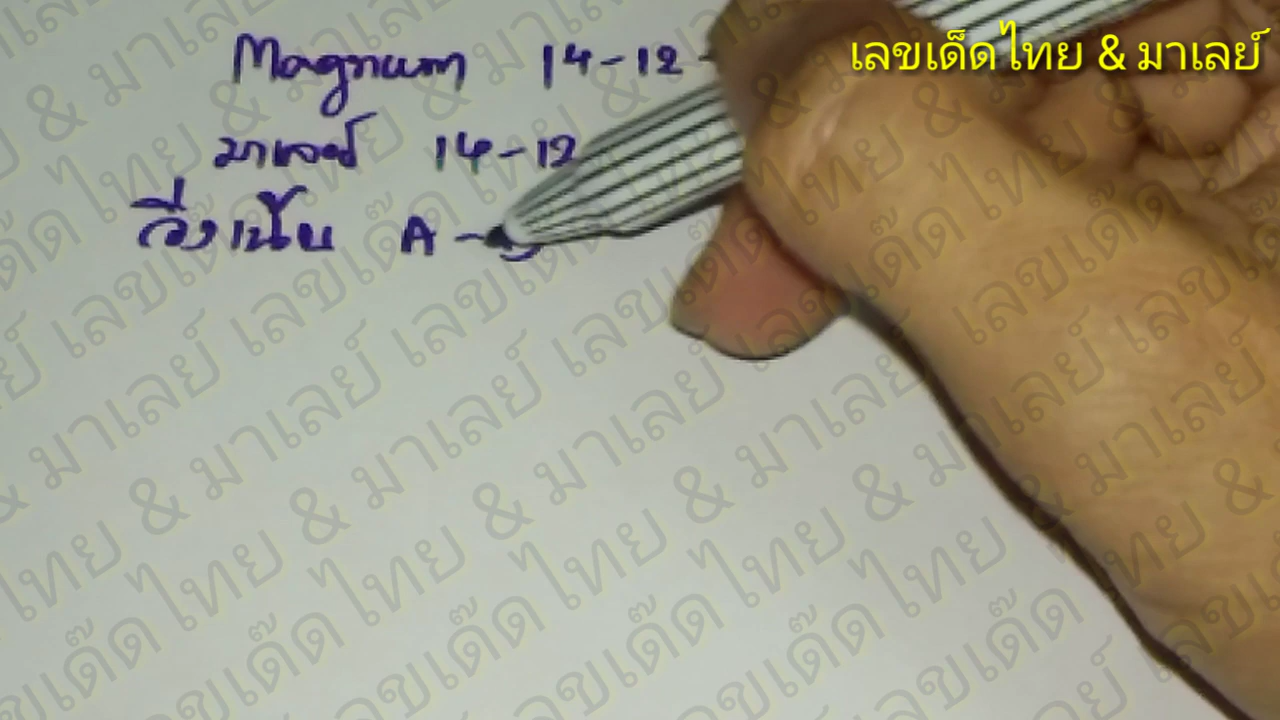 เลขเด็ดไทย & มาเลย์
Magnum 14-12-
มาเลย์ 14-12
วิ่งเน้น A -